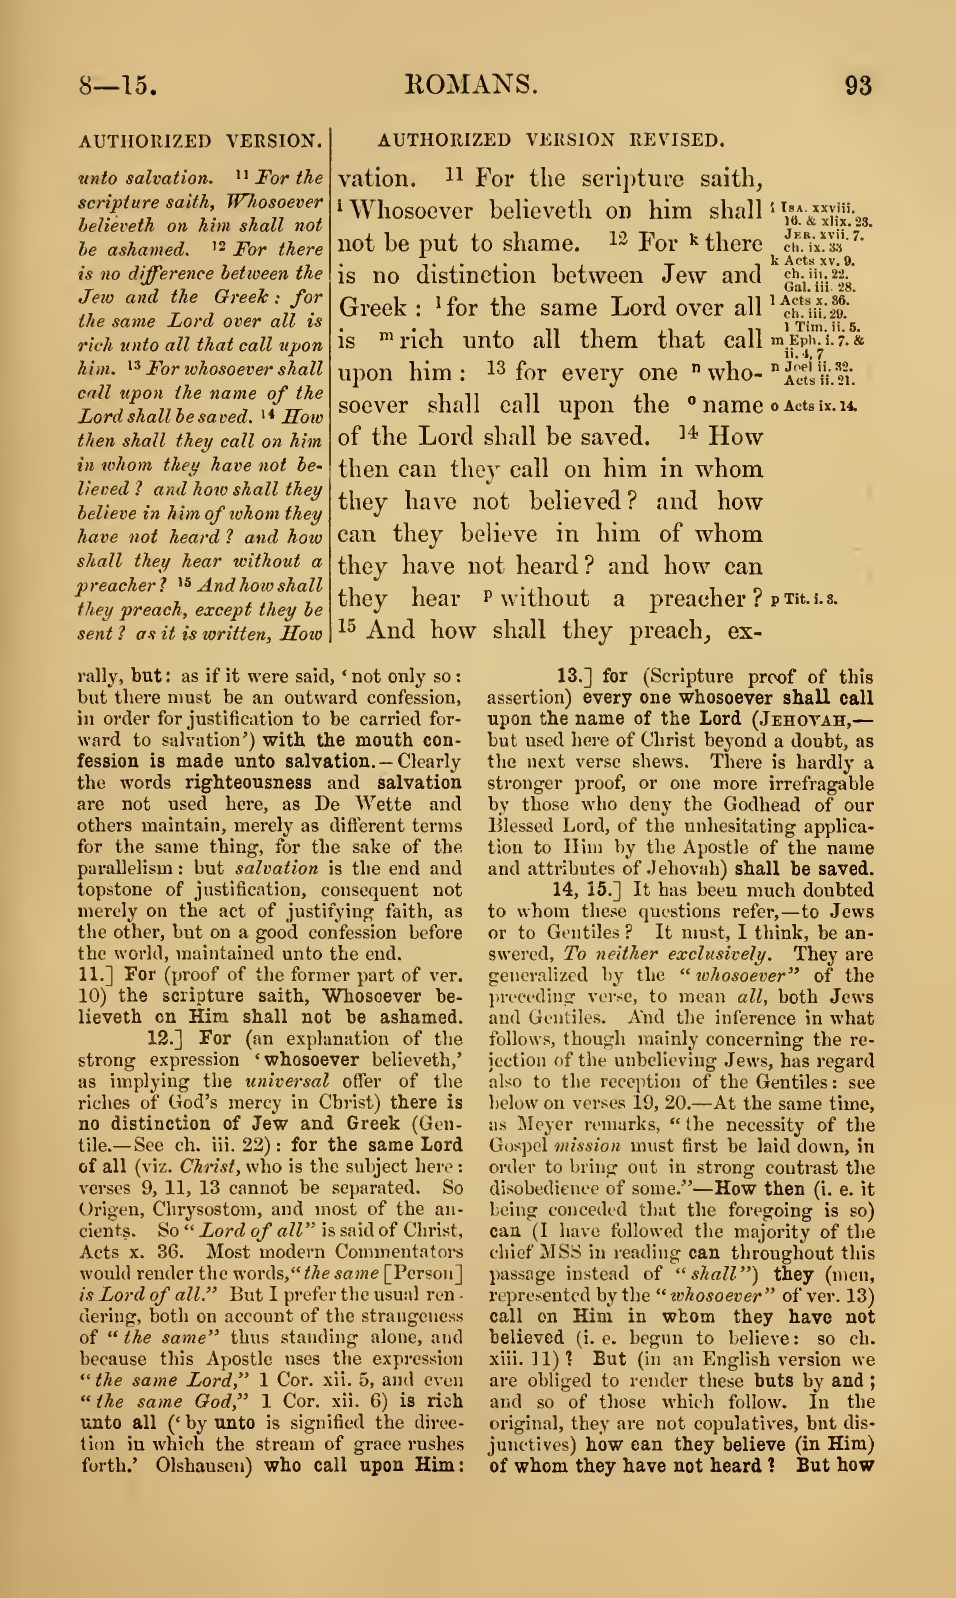 8—15.
ROMANS.
93
AUTHORIZED VERSION.
unto salvation. 11 For the
scripture saith, Whosoever
believeth on him shall not
be ashamed. 12 For there
is no difference between the
Jew and the Greek: for
the same Lord over all is
rich unto all that call upon
him. 13 For whosoever shall
call upon the name of the
Lord shall be saved. 14 How
then shall they call on him
in whom they have not be-
lieved? and how shall they
believe in him of whom they
have not heard? and how
shall they hear without a
preacher? 15 And how shall
they preach, except they be
sent? as it is written, How
AUTHORIZED VERSION REVISED.
vation. 11 For the scripture saith,
i Whosoever believeth on him shall
not be put to shame. 12 For k there
is no distinction between Jew and
Greek: l for the same Lord over all
is m rich unto all them that call
upon him: 13 for every one n who-
soever shall call upon the o name
of the Lord shall be saved. 14 How
then can they call on him in whom
they have not believed? and how
can they believe in him of whom
they have not heard? and how can
they hear p without a preacher?
15 And how shall they preach, ex-
i ISA. xxviii.
16. & xlix. 23.
JER. xvii. 7.
ch. ix. 33
k Acts xv. 9.
ch. iii. 22.
Gal. iii. 28.
l Acts x. 36.
ch. iii. 29.
1 Tim. ii. 5.
m Eph. i. 7. &
ii. 4, 7
n Joel ii. 32.
Acts ii. 21.
o Acts ix. 14.
p Tit. i. 3.
rally, but: as if it were said, 'not only so:
but there must be an outward confession,
in order for justification to be carried for-
ward to salvation') with the mouth con-
fession is made unto salvation.—Clearly
the words righteousness and salvation
are not used here, as De Wette and
others maintain, merely as different terms
for the same thing, for the sake of the
parallelism: but salvation is the end and
topstone of justification, consequent not
merely on the act of justifying faith, as
the other, but on a good confession before
the world, maintained unto the end.
11.] For (proof of the former part of ver.
10) the scripture saith, Whosoever be-
lieveth on Him shall not be ashamed.
12.] For (an explanation of the
strong expression 'whosoever believeth,'
as implying the universal offer of the
riches of God's mercy in Christ) there is
no distinction of Jew and Greek (Gen-
tile.—See ch. iii. 22): for the same Lord
of all (viz. Christ, who is the subject here:
verses 9, 11, 13 cannot be separated. So
Origen, Chrysostom, and most of the an-
cients. So "Lord of all" is said of Christ,
Acts x. 36. Most modern Commentators
would render the words, "the same [Person]
is Lord of all." But I prefer the usual ren-
dering, both on account of the strangeness
of "the same" thus standing alone, and
because this Apostle uses the expression
"the same Lord," 1 Cor. xii. 5, and even
"the same God," 1 Cor. xii. 6) is rich
unto all ('by unto is signified the direc-
tion in which the stream of grace rushes
forth.' Olshausen) who call upon Him:
13.] for (Scripture proof of this
assertion) every one whosoever shall call
upon the name of the Lord (JEHOVAH,—
but used here of Christ beyond a doubt, as
the next verse shews. There is hardly a
stronger proof, or one more irrefragable
by those who deny the Godhead of our
Blessed Lord, of the unhesitating applica-
tion to Him by the Apostle of the name
and attributes of Jehovah) shall be saved.
14, 15.] It has been much doubted
to whom these questions refer,—to Jews
or to Gentiles? It must, I think, be an-
swered, To neither exclusively. They are
generalized by the "whosoever" of the
preceding verse, to mean all, both Jews
and Gentiles. And the inference in what
follows, though mainly concerning the re-
jection of the unbelieving Jews, has regard
also to the reception of the Gentiles: see
below on verses 19, 20.—At the same time,
as Meyer remarks, "the necessity of the
Gospel mission must first be laid down, in
order to bring out in strong contrast the
disobedience of some."—How then (i. e. it
being conceded that the foregoing is so)
can (I have followed the majority of the
chief MSS in reading can throughout this
passage instead of "shall") they (men,
represented by the "whosoever" of ver. 13)
call on Him in whom they have not
believed (i. e. begun to believe: so ch.
xiii. 11)? But (in an English version we
are obliged to render these buts by and;
and so of those which follow. In the
original, they are not copulatives, but dis-
junctives) how can they believe (in Him)
of whom they have not heard? But how